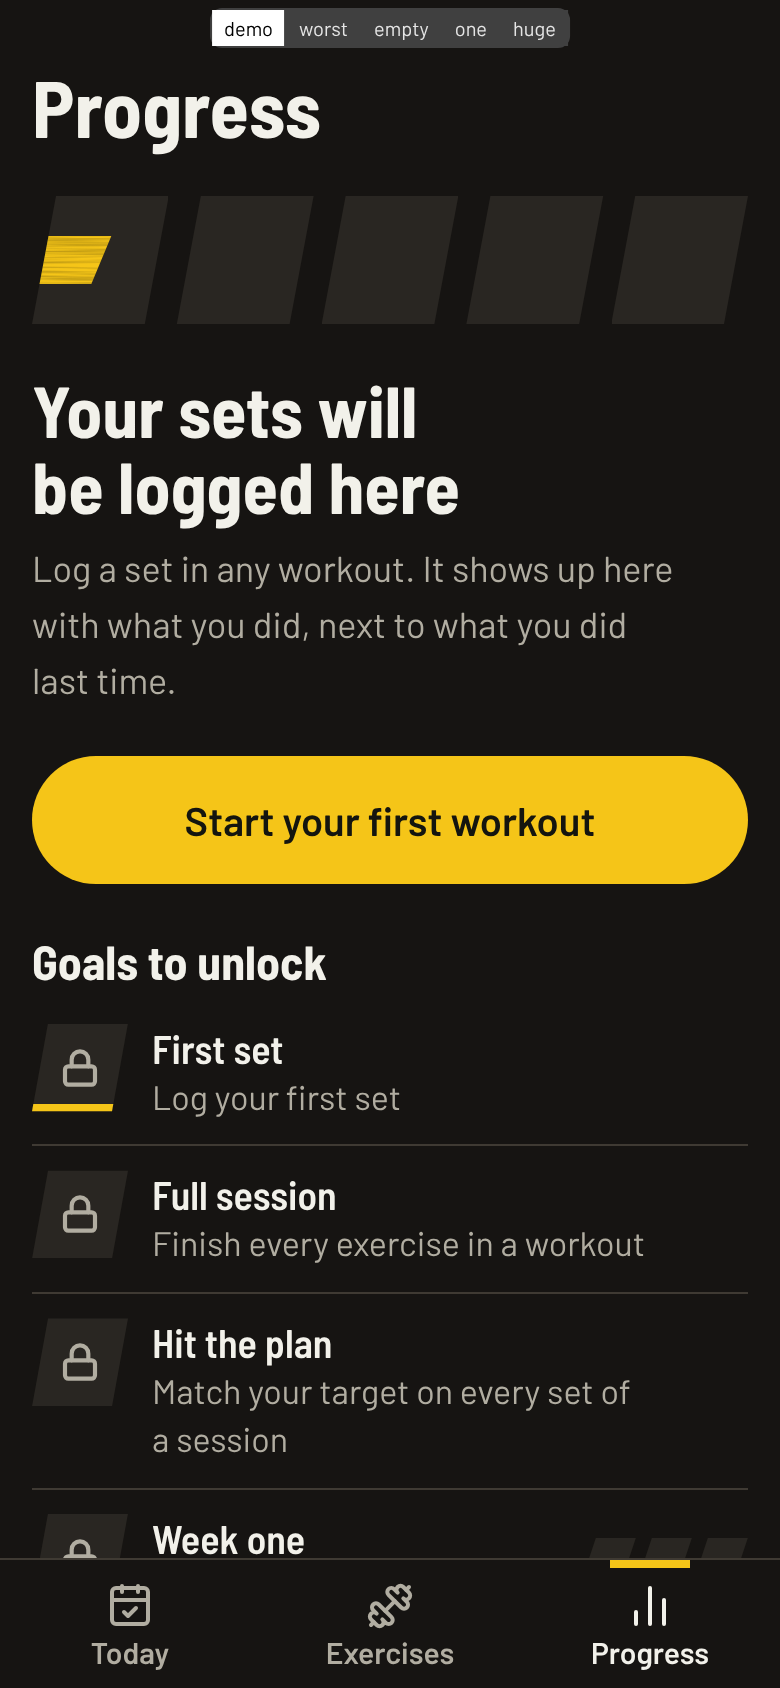 demo worst empty one huge
Progress
Your sets will
be logged here
Log a set in any workout. It shows up here
with what you did, next to what you did
last time.
Start your first workout
Goals to unlock
First set
Log your first set
Full session
Finish every exercise in a workout
Hit the plan
Match your target on every set of
a session
Week one
Today Exercises Progress